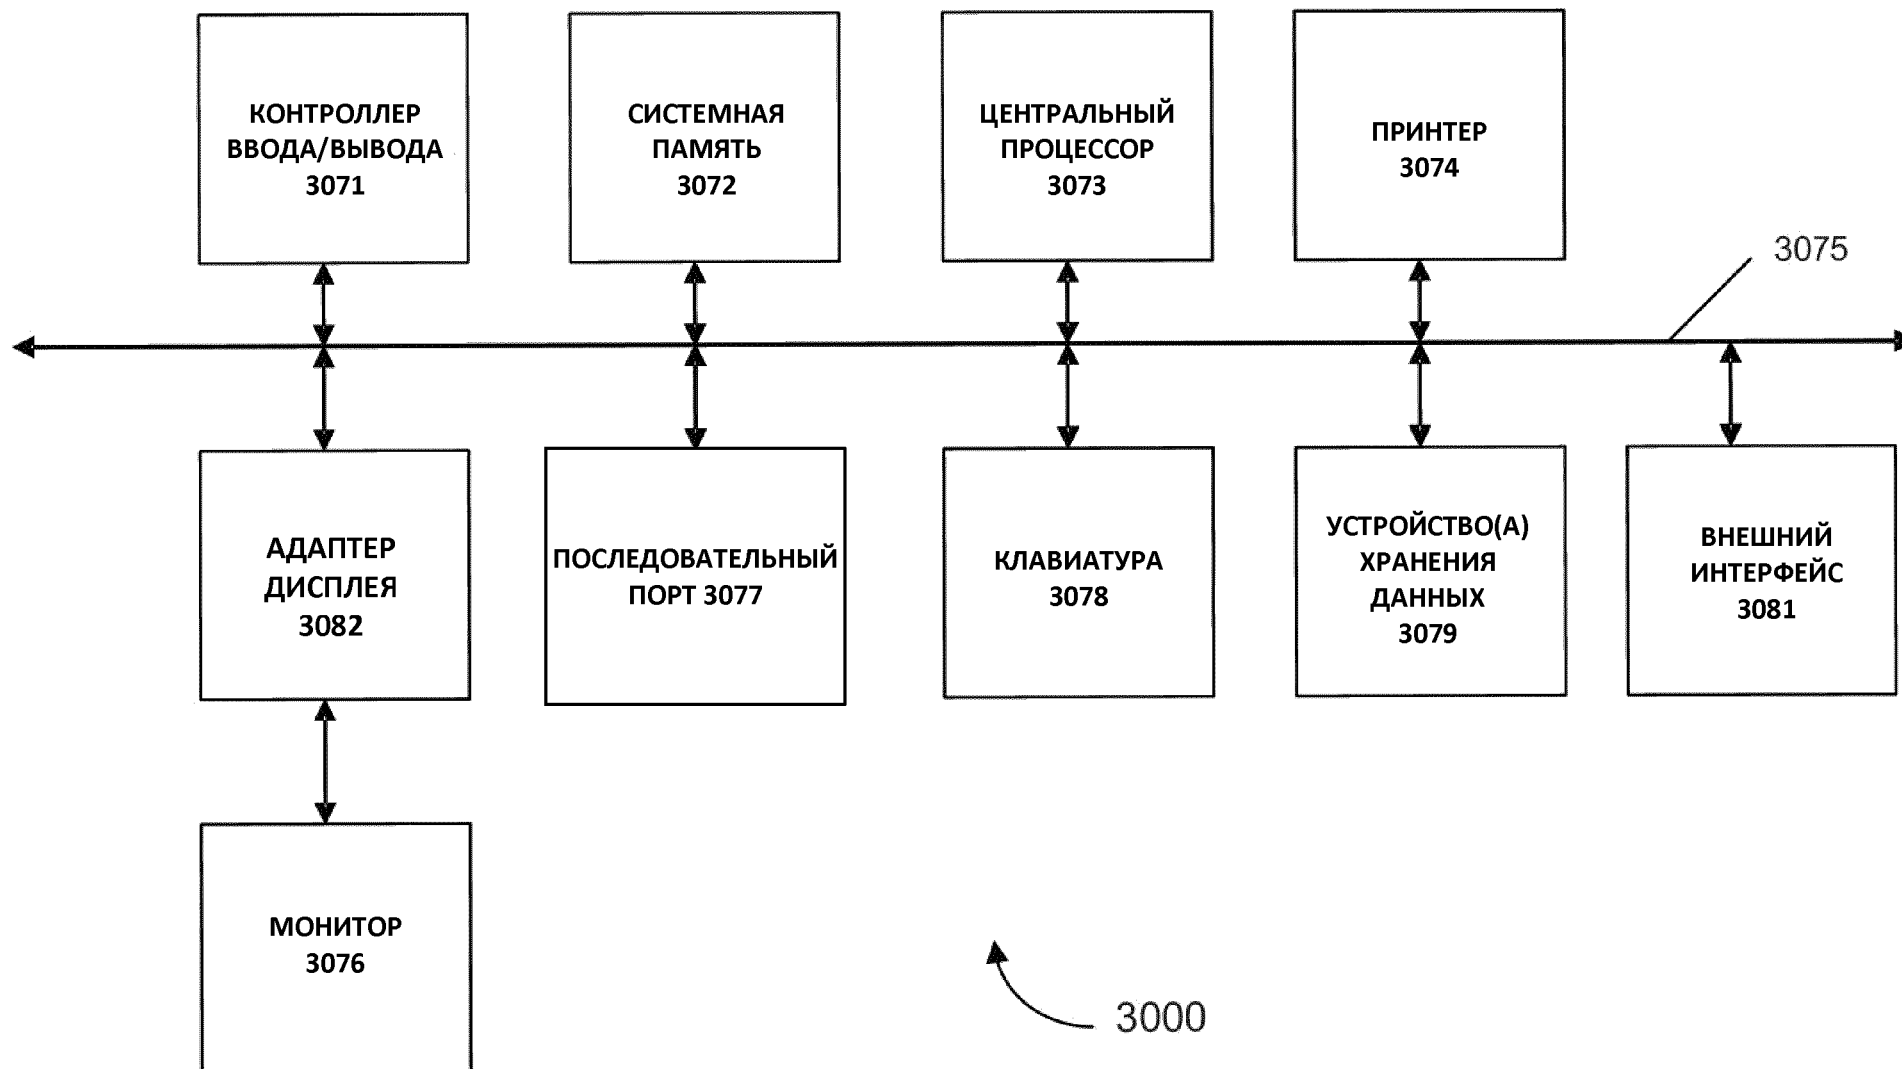 КОНТРОЛЛЕР
ВВОДА/ВЫВОДА
3071
СИСТЕМНАЯ
ПАМЯТЬ
3072
ЦЕНТРАЛЬНЫЙ
ПРОЦЕССОР
3073
ПРИНТЕР
3074
3075
АДАПТЕР
ДИСПЛЕЯ
3082
ПОСЛЕДОВАТЕЛЬНЫЙ
ПОРТ 3077
КЛАВИАТУРА
3078
УСТРОЙСТВО(А)
ХРАНЕНИЯ
ДАННЫХ
3079
ВНЕШНИЙ
ИНТЕРФЕЙС
3081
МОНИТОР
3076
3000